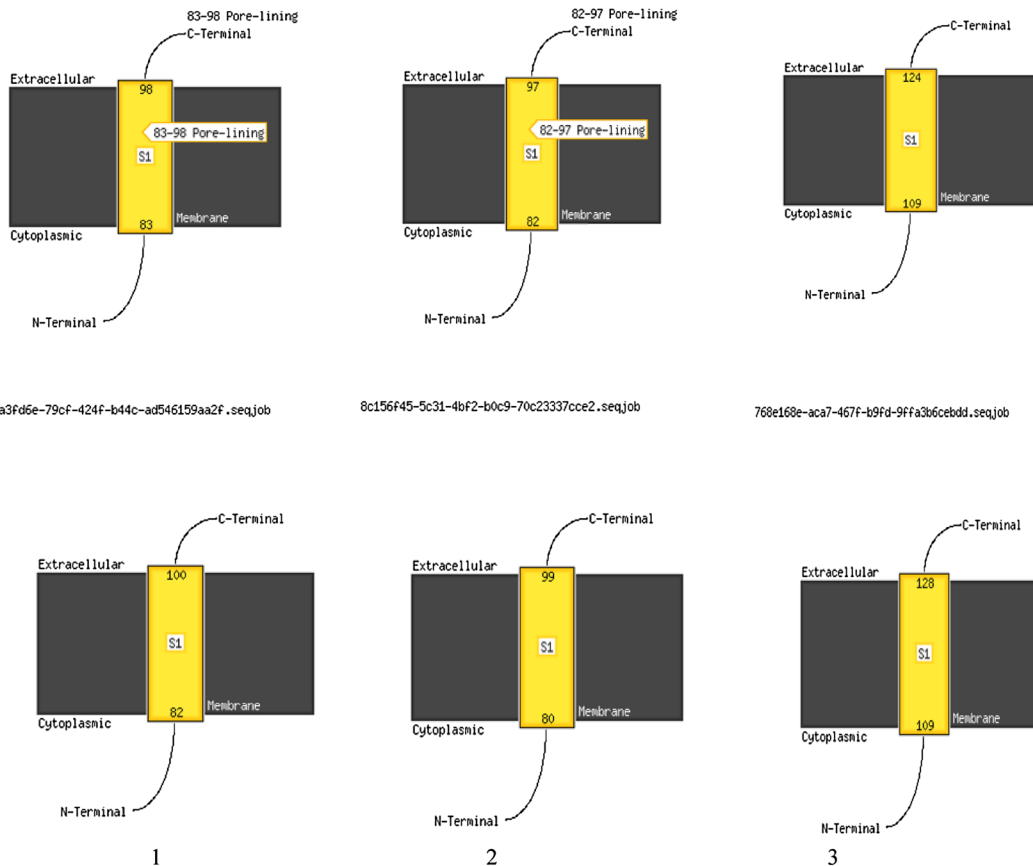 83-98 Pore-lining
C-Terminal
Extracellular
98
83-98 Pore-lining
S1
83
Membrane
Cytoplasmic
N-Terminal
82-97 Pore-lining
C-Terminal
Extracellular
97
82-97 Pore-lining
S1
82
Membrane
Cytoplasmic
N-Terminal
C-Terminal
Extracellular
124
S1
109
Membrane
Cytoplasmic
N-Terminal
a3fd6e-79cf-424f-b44c-ad546159aa2f.seqjob
8c156f45-5c31-4bf2-b0c9-70c23337cce2.seqjob
768e168e-aca7-467f-b9fd-9ffa3b6cebdd.seqjob
C-Terminal
Extracellular
100
S1
82
Membrane
Cytoplasmic
N-Terminal
C-Terminal
Extracellular
99
S1
80
Membrane
Cytoplasmic
N-Terminal
C-Terminal
Extracellular
128
S1
109
Membrane
Cytoplasmic
N-Terminal
1
2
3